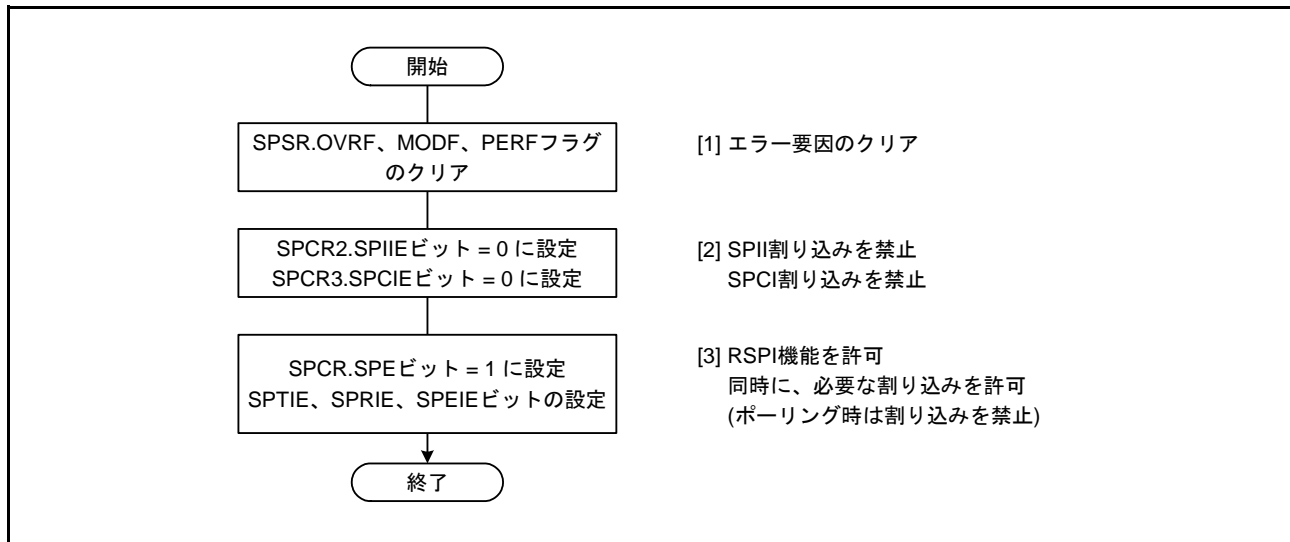 開始
SPSR.OVRF、MODF、PERFフラグ
のクリア
[1] エラー要因のクリア
SPCR2.SPIIEビット = 0 に設定
SPCR3.SPCIEビット = 0 に設定
[2] SPII割り込みを禁止
SPCI割り込みを禁止
SPCR.SPEビット = 1 に設定
SPTIE、SPRIE、SPEIEビットの設定
[3] RSPI機能を許可
同時に、必要な割り込みを許可
(ポーリング時は割り込みを禁止)
終了